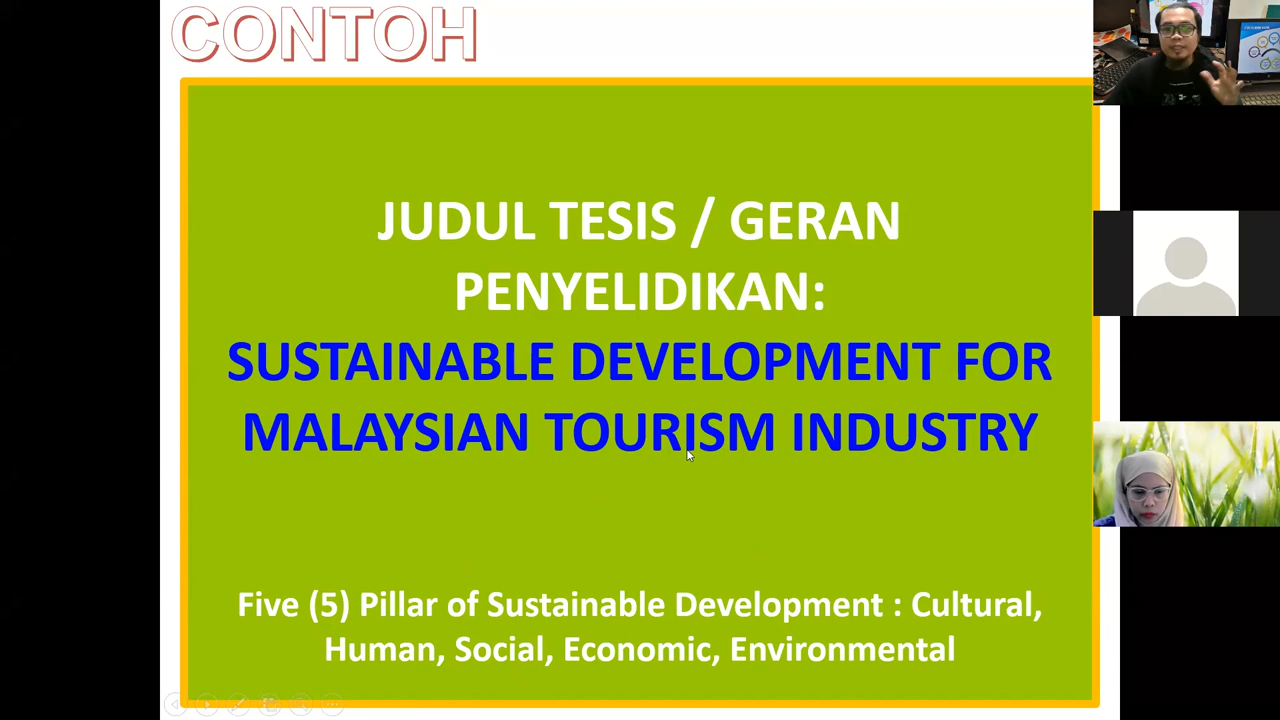 CONTOH
JUDUL TESIS / GERAN
PENYELIDIKAN:
SUSTAINABLE DEVELOPMENT FOR
MALAYSIAN TOURISM INDUSTRY
Five (5) Pillar of Sustainable Development : Cultural,
Human, Social, Economic, Environmental